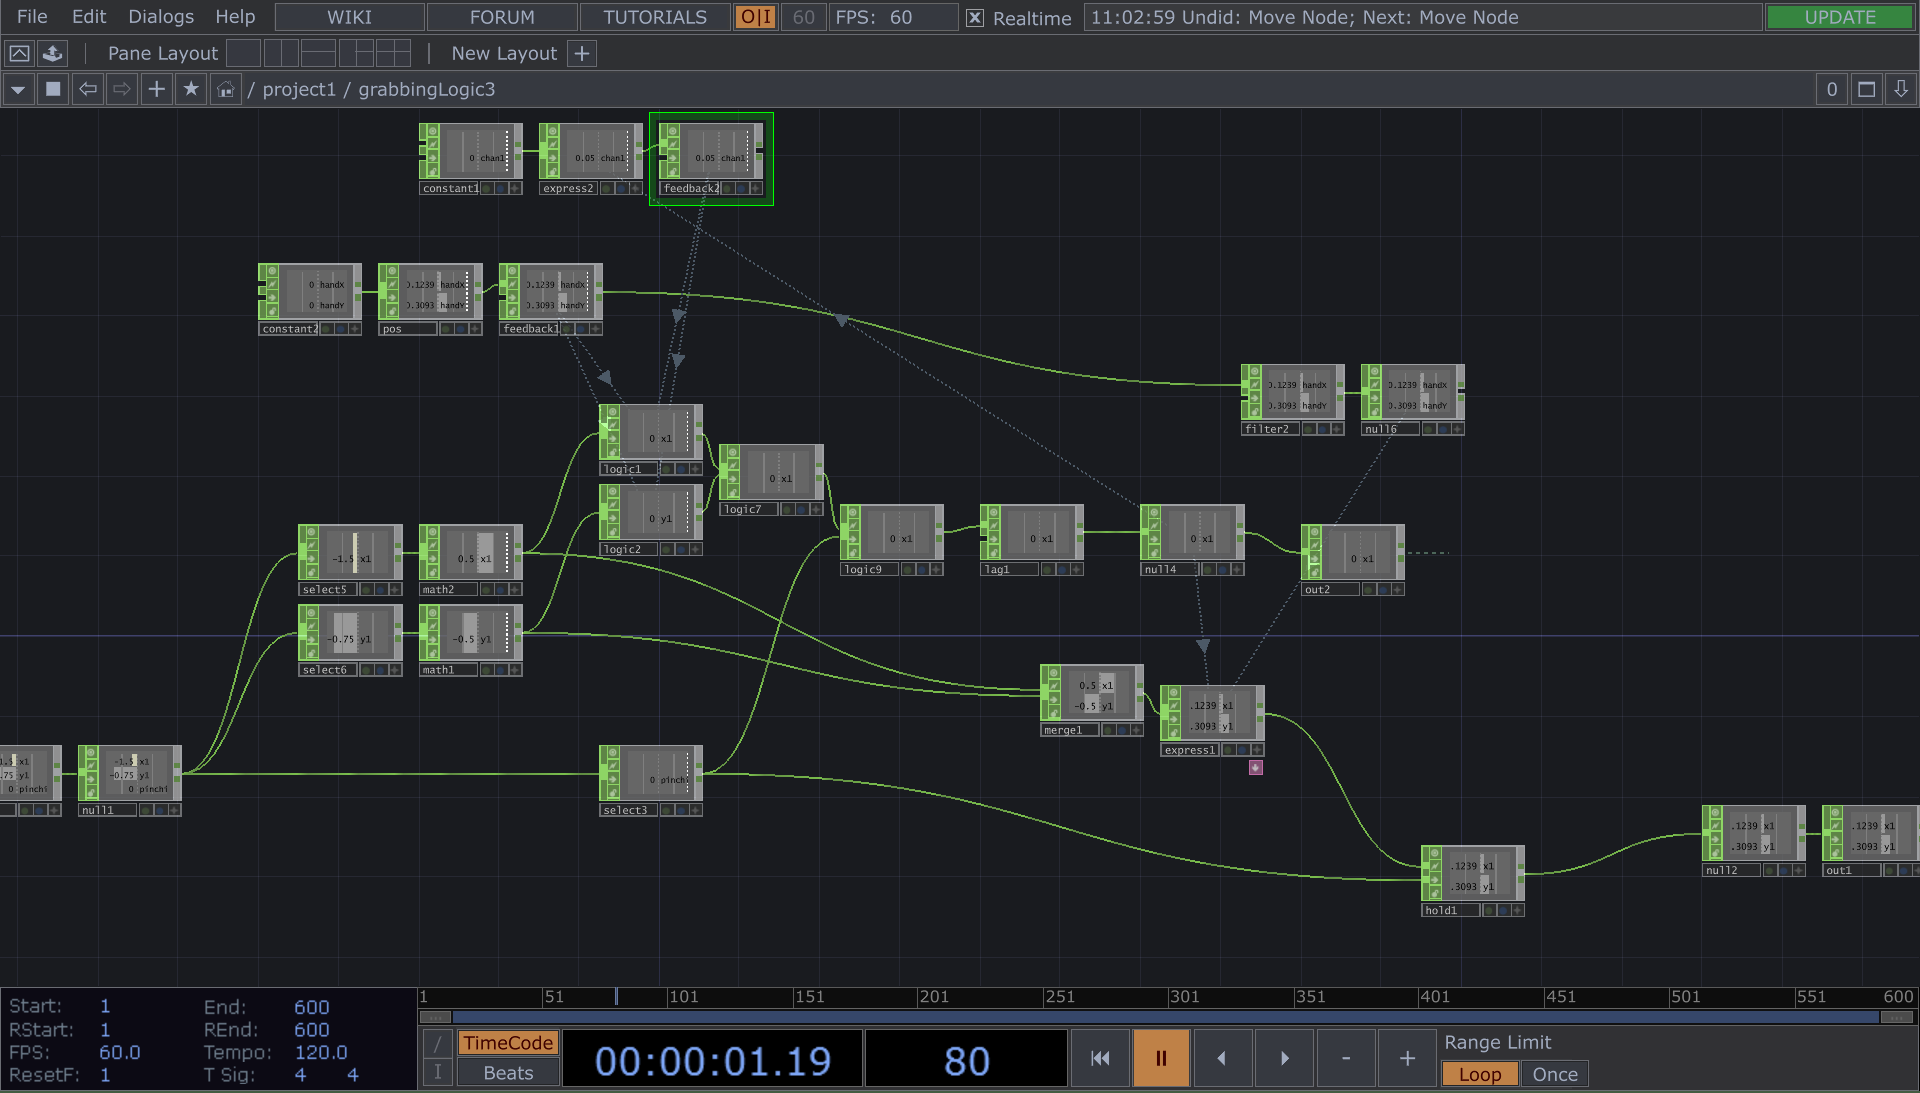 File Edit Dialogs Help WIKI FORUM TUTORIALS O|I 60 FPS: 60 Realtime 11:02:59 Undid: Move Node; Next: Move Node UPDATE
Pane Layout New Layout +
/ project1 / grabbingLogic3 0
0 chan1
constant1
0.05 chan1
express2
0.05 chan1
feedback2
0 handX
0 handY
constant2
0.1239 handX
0.3093 handY
pos
0.1239 handX
0.3093 handY
feedback1
0.1239 handX
0.3093 handY
filter2
0.1239 handX
0.3093 handY
null6
0 x1
logic1
0 x1
logic7
0 y1
logic2
0 x1
logic9
0 x1
lag1
0 x1
null4
0 x1
out2
-1.5 x1
select5
0.5 x1
math2
-0.75 y1
select6
-0.5 y1
math1
0.5 x1
-0.5 y1
merge1
.1239 x1
.3093 y1
express1
1.5 x1
.75 y1
0 pinchi
-1.5 x1
-0.75 y1
0 pinchi
null1
0 pinchi
select3
.1239 x1
.3093 y1
hold1
.1239 x1
.3093 y1
null2
.1239 x1
.3093 y1
out1
Start: 1 End: 600
RStart: 1 REnd: 600
FPS: 60.0 Tempo: 120.0
ResetF: 1 T Sig: 4 4
1 51 101 151 201 251 301 351 401 451 501 551 600
/ TimeCode
I Beats
00:00:01.19 80 - +
Range Limit
Loop Once